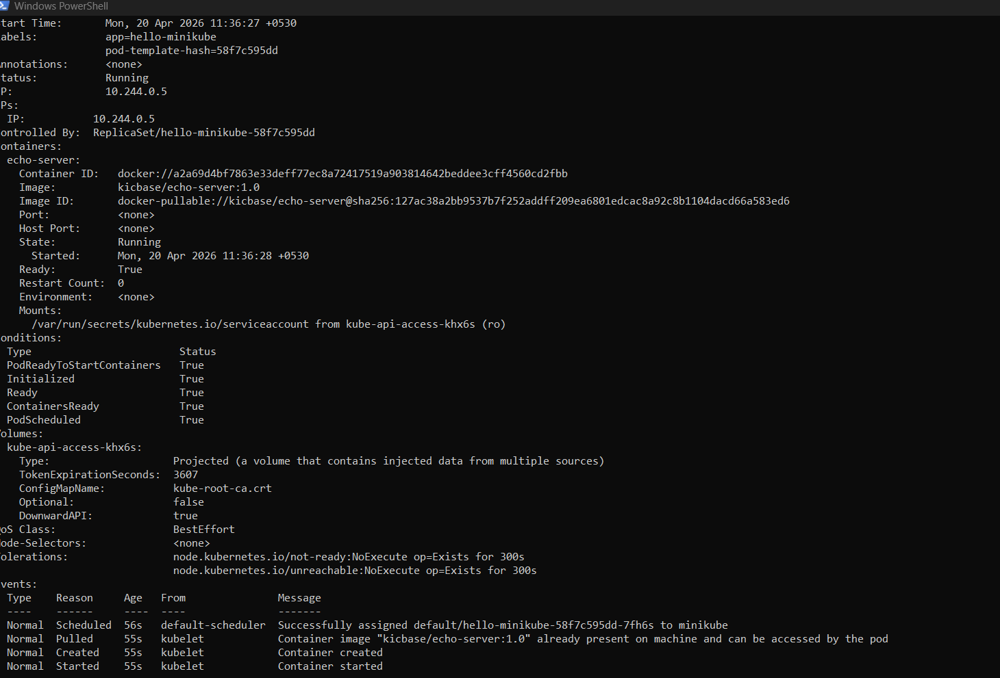 Windows PowerShell
tart Time:       Mon, 20 Apr 2026 11:36:27 +0530
abels:           app=hello-minikube
                 pod-template-hash=58f7c595dd
nnotations:      <none>
tatus:           Running
P:               10.244.0.5
Ps:
 IP:           10.244.0.5
ontrolled By:  ReplicaSet/hello-minikube-58f7c595dd
ontainers:
 echo-server:
   Container ID:   docker://a2a69d4bf7863e33deff77ec8a72417519a903814642beddee3cff4560cd2fbb
   Image:          kicbase/echo-server:1.0
   Image ID:       docker-pullable://kicbase/echo-server@sha256:127ac38a2bb9537b7f252addff209ea6801edcac8a92c8b1104dacd66a583ed6
   Port:           <none>
   Host Port:      <none>
   State:          Running
     Started:      Mon, 20 Apr 2026 11:36:28 +0530
   Ready:          True
   Restart Count:  0
   Environment:    <none>
   Mounts:
     /var/run/secrets/kubernetes.io/serviceaccount from kube-api-access-khx6s (ro)
onditions:
 Type                        Status
 PodReadyToStartContainers   True
 Initialized                 True
 Ready                       True
 ContainersReady             True
 PodScheduled                True
olumes:
 kube-api-access-khx6s:
   Type:                    Projected (a volume that contains injected data from multiple sources)
   TokenExpirationSeconds:  3607
   ConfigMapName:           kube-root-ca.crt
   Optional:                false
   DownwardAPI:             true
oS Class:                   BestEffort
ode-Selectors:              <none>
olerations:                 node.kubernetes.io/not-ready:NoExecute op=Exists for 300s
                            node.kubernetes.io/unreachable:NoExecute op=Exists for 300s
vents:
 Type    Reason     Age   From               Message
 ----    ------     ----  ----               -------
 Normal  Scheduled  56s   default-scheduler  Successfully assigned default/hello-minikube-58f7c595dd-7fh6s to minikube
 Normal  Pulled     55s   kubelet            Container image "kicbase/echo-server:1.0" already present on machine and can be accessed by the pod
 Normal  Created    55s   kubelet            Container created
 Normal  Started    55s   kubelet            Container started